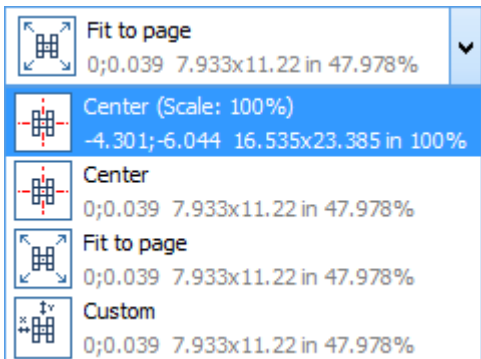 Fit to page
0;0.039 7.933x11.22 in 47.978%
Center (Scale: 100%)
-4.301;-6.044 16.535x23.385 in 100%
Center
0;0.039 7.933x11.22 in 47.978%
Fit to page
0;0.039 7.933x11.22 in 47.978%
Custom
0;0.039 7.933x11.22 in 47.978%